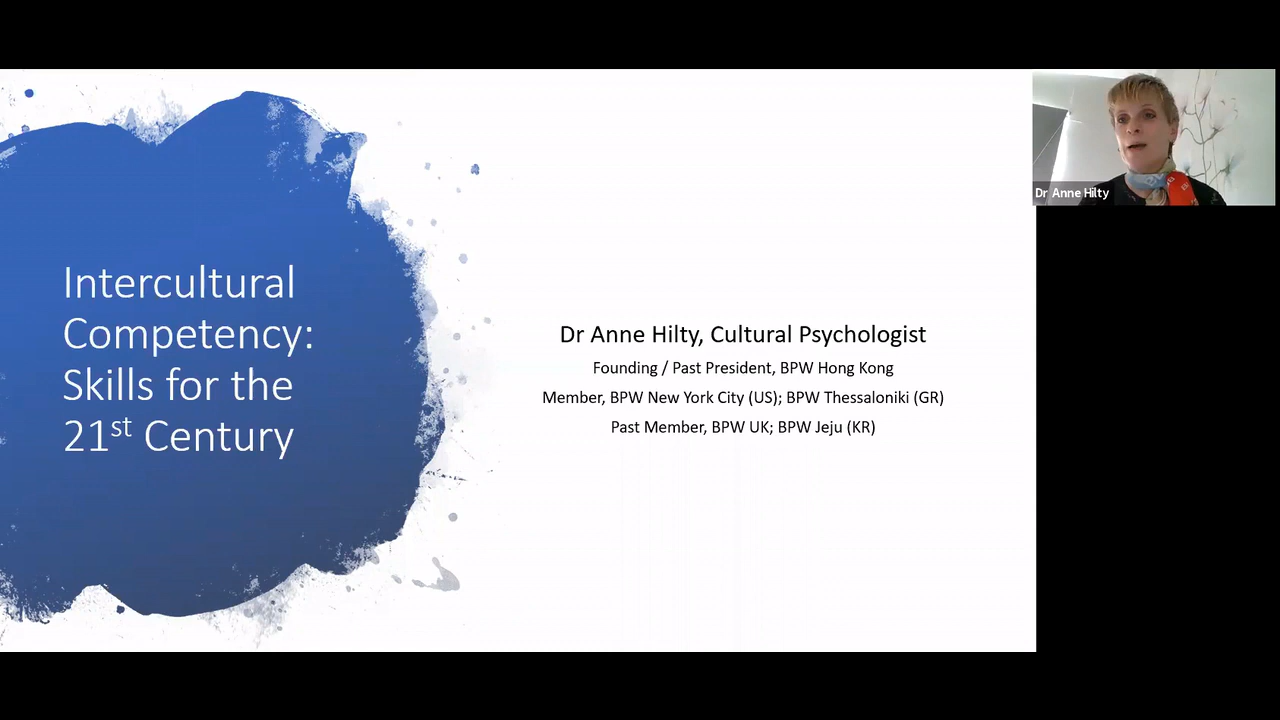 Intercultural
Competency:
Skills for the
21st Century
Dr Anne Hilty, Cultural Psychologist
Founding / Past President, BPW Hong Kong
Member, BPW New York City (US); BPW Thessaloniki (GR)
Past Member, BPW UK; BPW Jeju (KR)
Dr Anne Hilty